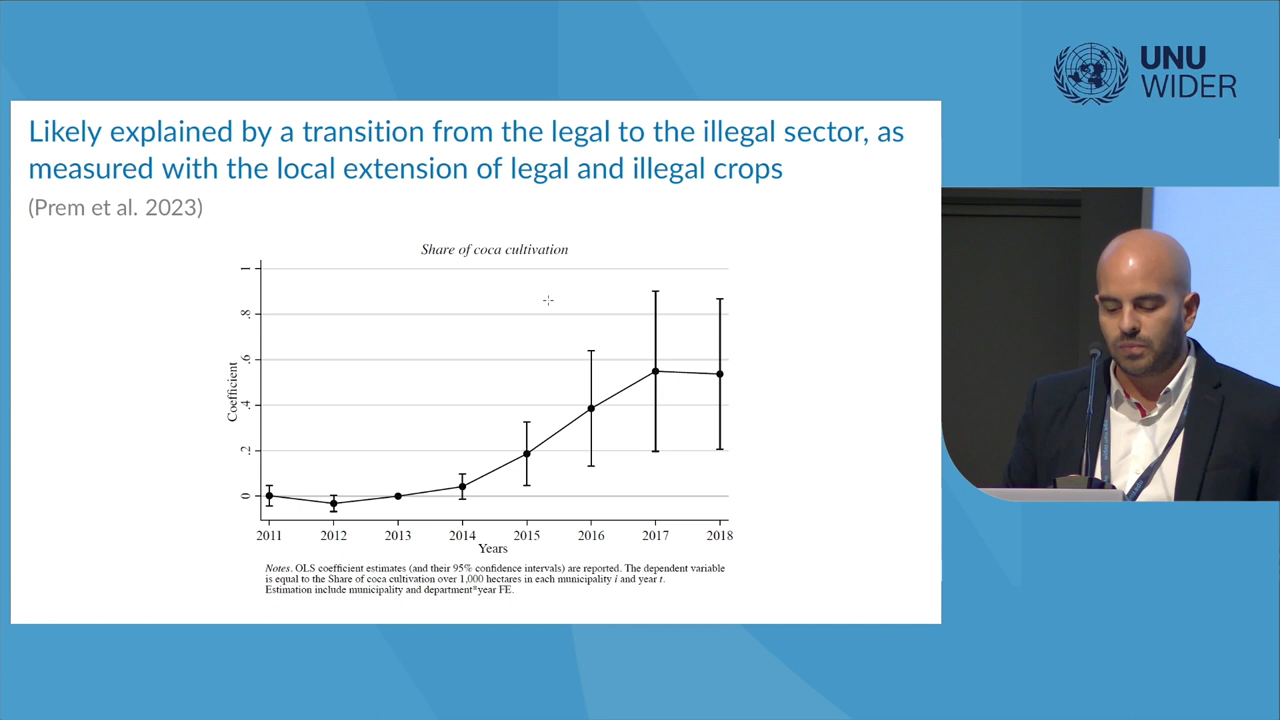 UNU
WIDER
Likely explained by a transition from the legal to the illegal sector, as
measured with the local extension of legal and illegal crops
(Prem et al. 2023)
Share of coca cultivation
1
.8
.6
.4
.2
0
Coefficient
2011 2012 2013 2014 2015 2016 2017 2018
Years
Notes. OLS coefficient estimates (and their 95% confidence intervals) are reported. The dependent variable
is equal to the Share of coca cultivation over 1,000 hectares in each municipality i and year t.
Estimation include municipality and department*year FE.